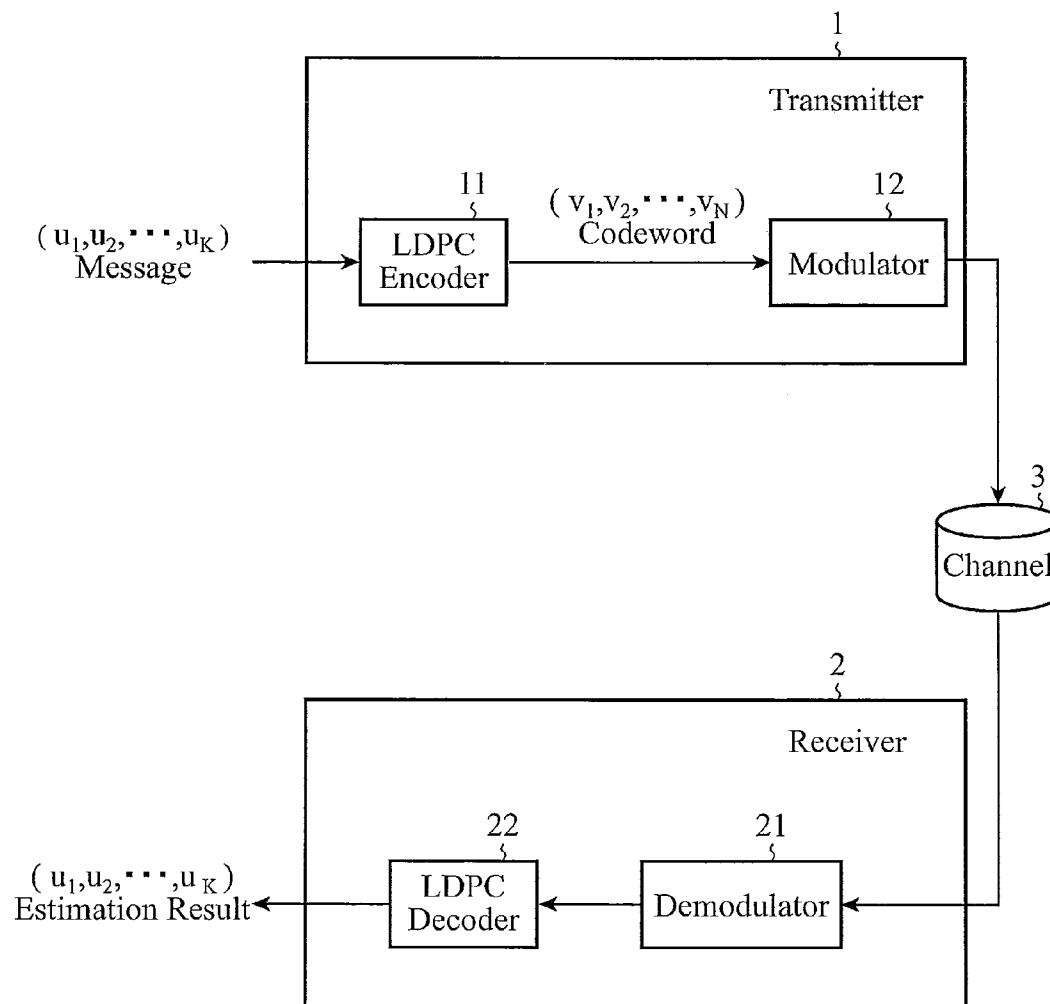 1
Transmitter
11
(v1,v2,···,vN)
12
(u1,u2,···,uK)
Message
LDPC
Encoder
Codeword
Modulator
3
Channel
2
Receiver
22
21
(u1,u2,···,uK)
Estimation Result
LDPC
Decoder
Demodulator